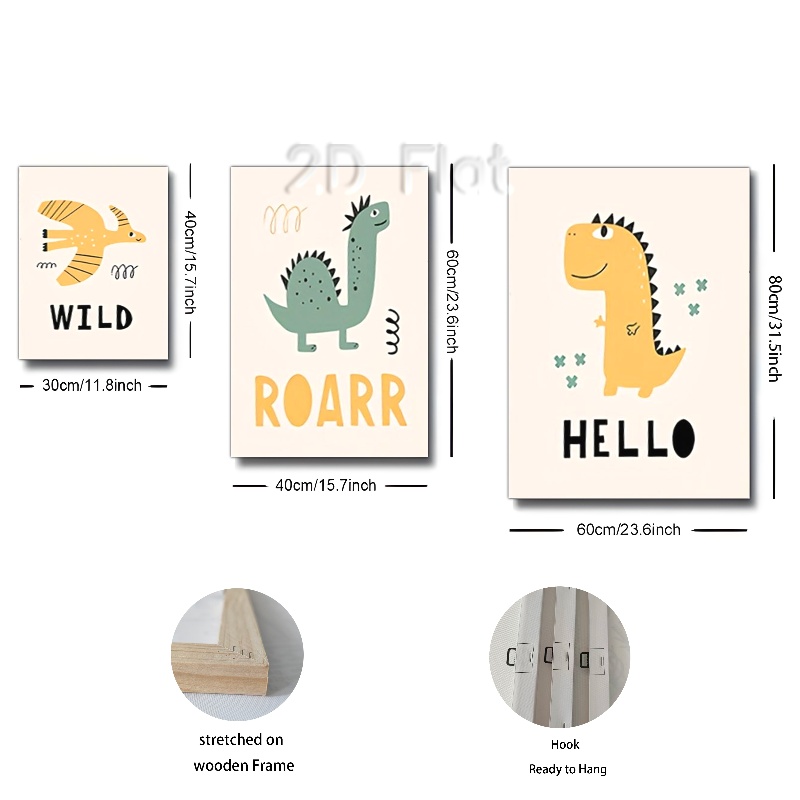 2D Flat
WILD
40cm/15.7inch
30cm/11.8inch
ROARR
60cm/23.6inch
40cm/15.7inch
HELLO
80cm/31.5inch
60cm/23.6inch
stretched on
wooden Frame
Hook
Ready to Hang